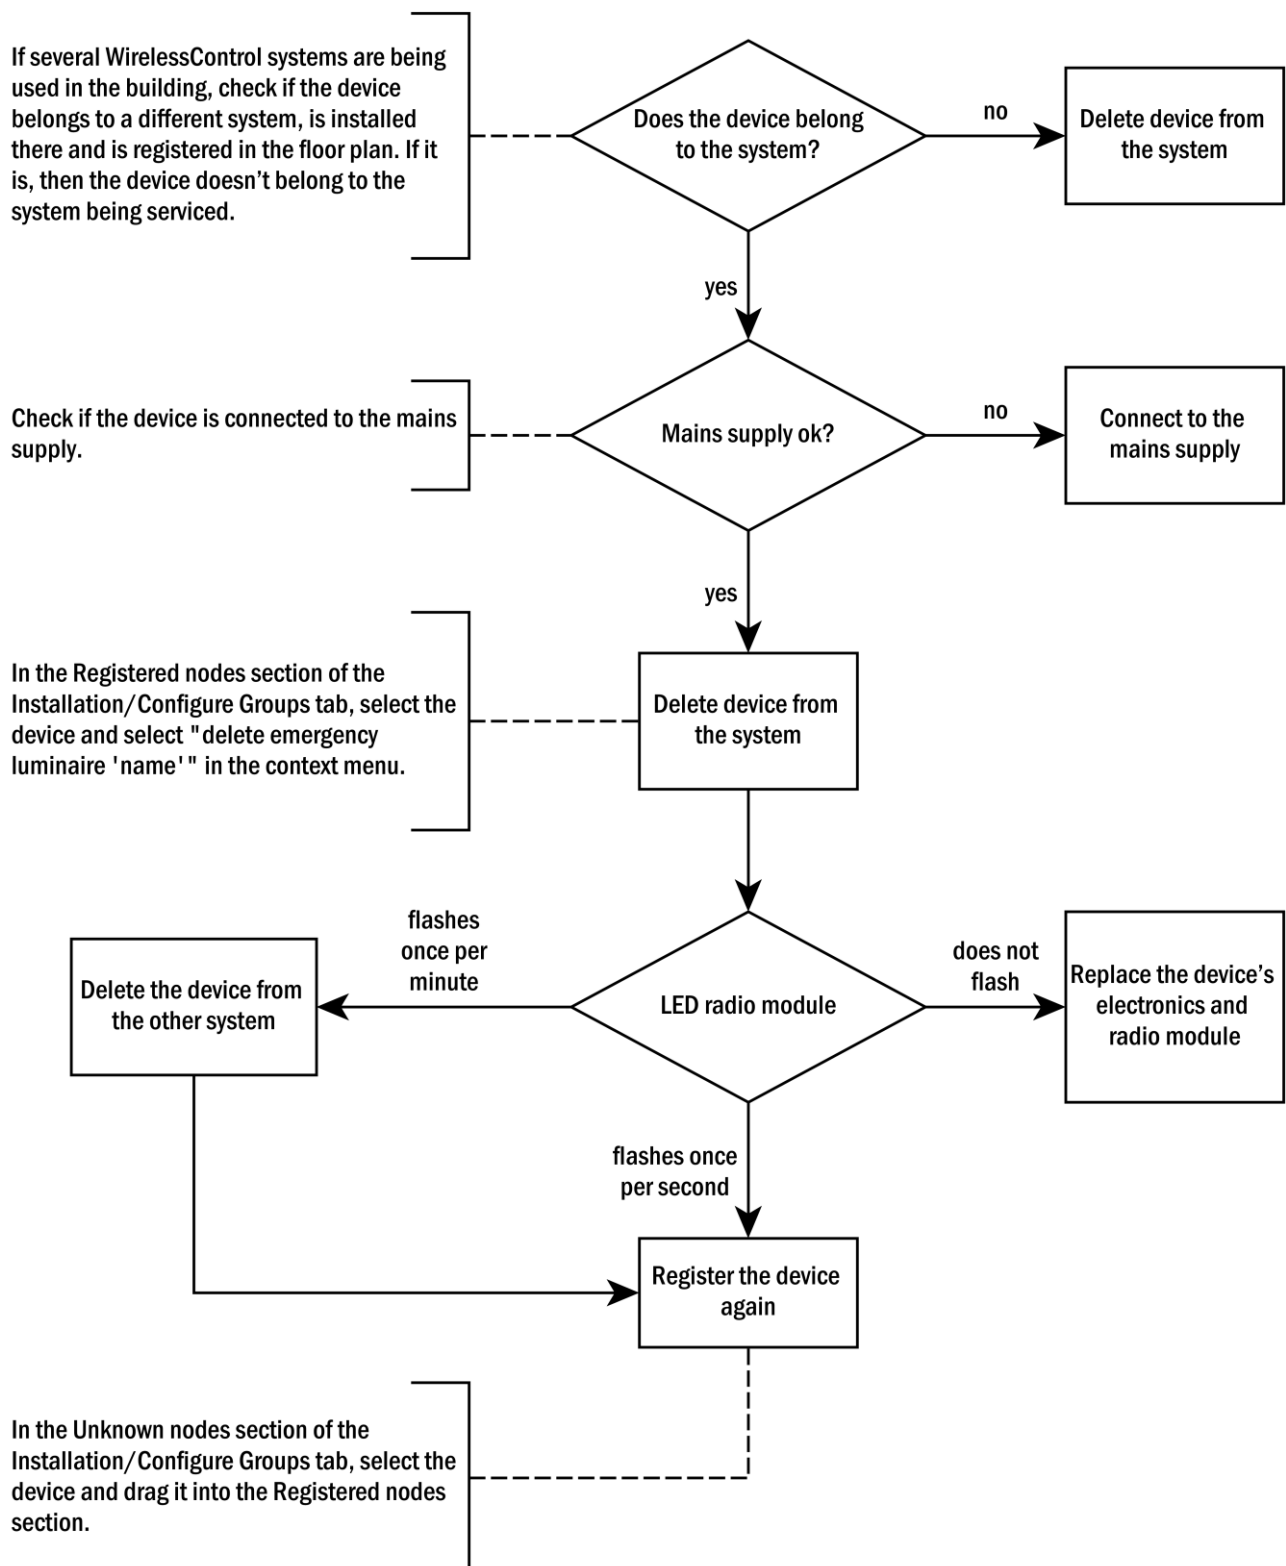 If several WirelessControl systems are being
used in the building, check if the device
belongs to a different system, is installed
there and is registered in the floor plan. If it
is, then the device doesn’t belong to the
system being serviced.
Does the device belong
to the system?
no
Delete device from
the system
yes
Check if the device is connected to the mains
supply.
Mains supply ok?
no
Connect to the
mains supply
yes
In the Registered nodes section of the
Installation/Configure Groups tab, select the
device and select "delete emergency
luminaire 'name'" in the context menu.
Delete device from
the system
flashes
once per
minute
Delete the device from
the other system
LED radio module
does not
flash
Replace the device’s
electronics and
radio module
flashes once
per second
Register the device
again
In the Unknown nodes section of the
Installation/Configure Groups tab, select the
device and drag it into the Registered nodes
section.